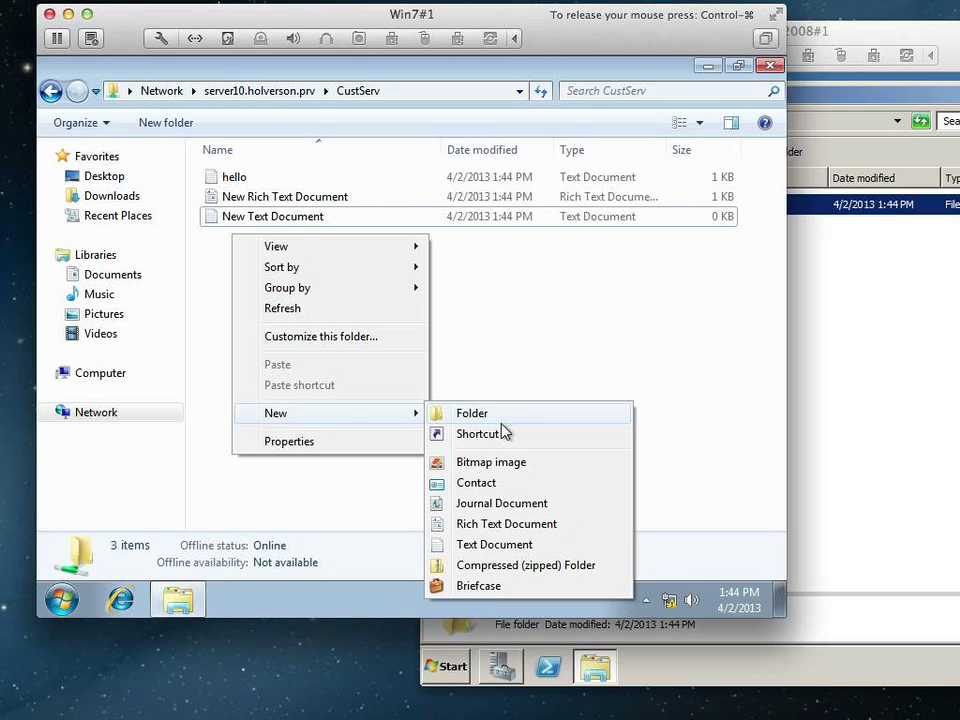 Win7#1
To release your mouse press: Control-⌘
2008#1
Network
server10.holverson.prv
CustServ
Search CustServ
Sea
Organize
New folder
der
Name
Date modified
Type
Size
Date modified
Typ
hello
4/2/2013 1:44 PM
Text Document
1 KB
New Rich Text Document
4/2/2013 1:44 PM
Rich Text Docume...
1 KB
New Text Document
4/2/2013 1:44 PM
Text Document
0 KB
4/2/2013 1:44 PM
File
Favorites
Desktop
Downloads
Recent Places
Libraries
Documents
Music
Pictures
Videos
Computer
Network
View
Sort by
Group by
Refresh
Customize this folder...
Paste
Paste shortcut
New
Properties
Folder
Shortcut
Bitmap image
Contact
Journal Document
Rich Text Document
Text Document
Compressed (zipped) Folder
Briefcase
3 items
Offline status: Online
Offline availability: Not available
1:44 PM
4/2/2013
File folder Date modified: 4/2/2013 1:44 PM
Start